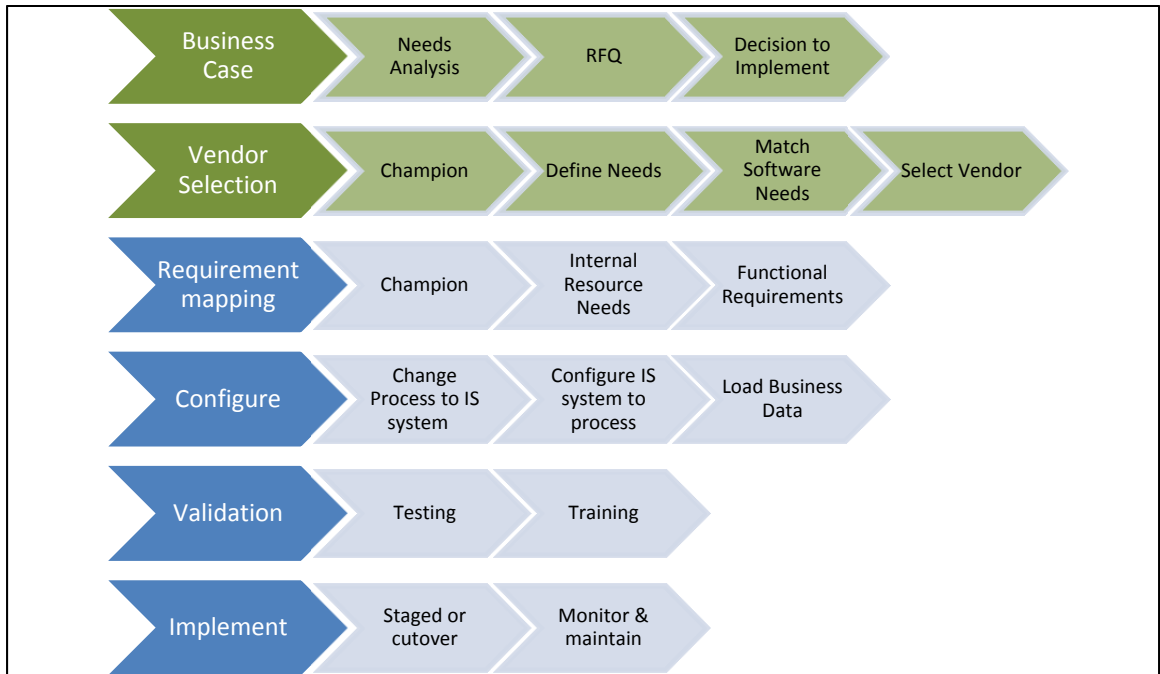 Business
Case
Needs
Analysis
RFQ
Decision to
Implement
Vendor
Selection
Champion
Define Needs
Match
Software
Needs
Select Vendor
Requirement
mapping
Champion
Internal
Resource
Needs
Functional
Requirements
Configure
Change
Process to IS
system
Configure IS
system to
process
Load Business
Data
Validation
Testing
Training
Implement
Staged or
cutover
Monitor &
maintain